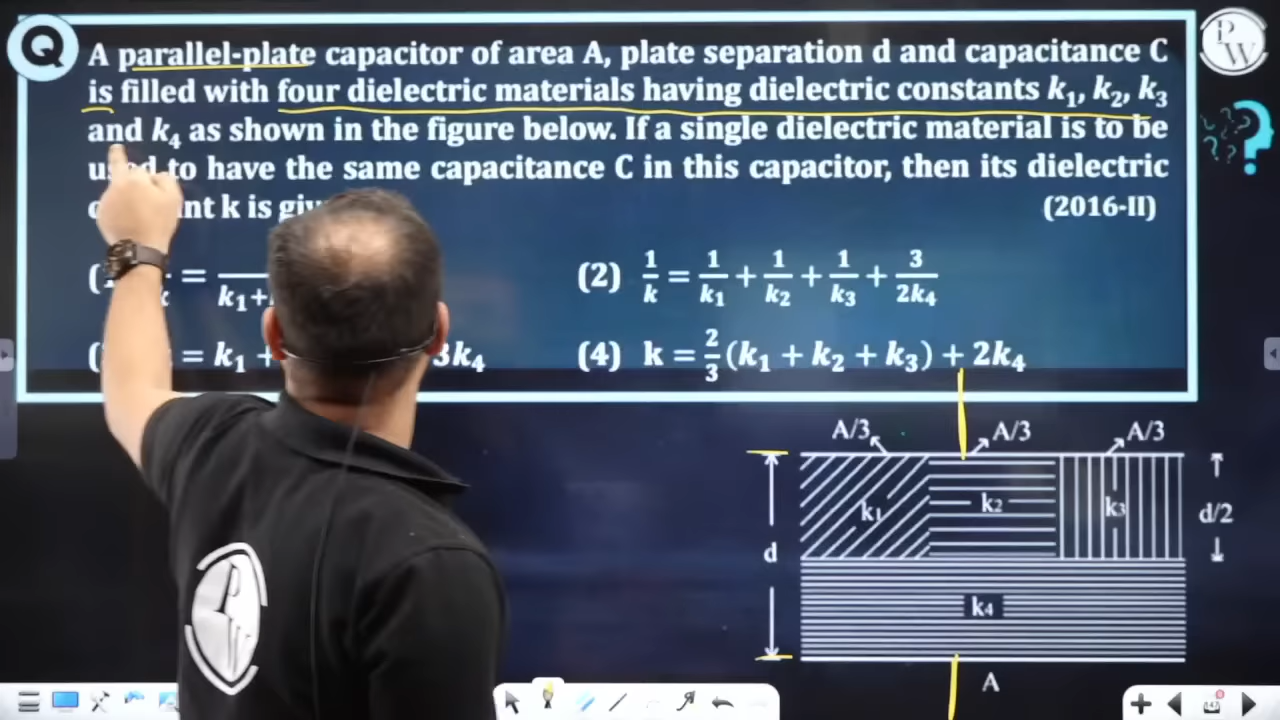 Q
A parallel-plate capacitor of area A, plate separation d and capacitance C
is filled with four dielectric materials having dielectric constants k₁, k₂, k₃
and k₄ as shown in the figure below. If a single dielectric material is to be
to have the same capacitance C in this capacitor, then its dielectric
k is
(2016-II)
(2) 1/k = 1/k₁ + 1/k₂ + 1/k₃ + 3/2k₄
= k₁ + 3k₄
(4) k = 2/3 (k₁ + k₂ + k₃) + 2k₄
A/3 A/3 A/3
k₁ k₂ k₃ d/2
d
k₄
A
P
W